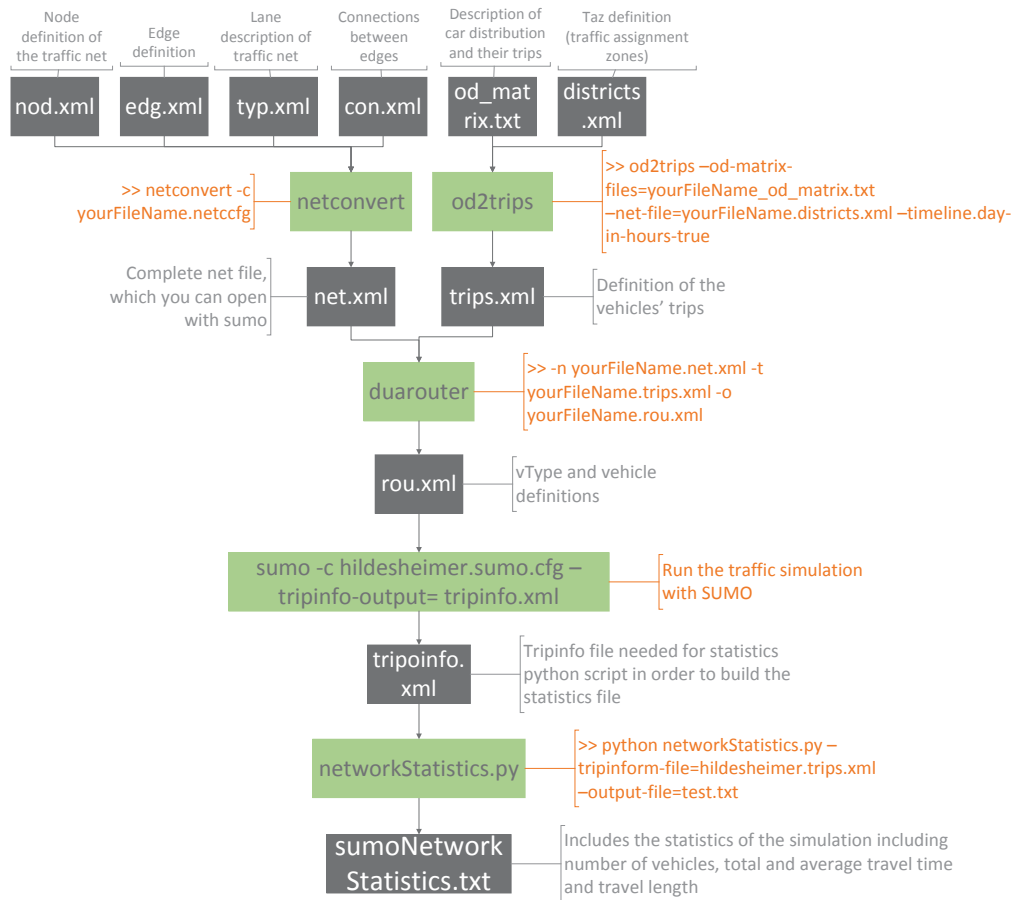 Node
definition of
the traffic net
Edge
definition
Lane
description of
traffic net
Connections
between
edges
Description of
car distribution
and their trips
Taz definition
(traffic assignment
zones)
nod.xml
edg.xml
typ.xml
con.xml
od_mat
rix.txt
districts
.xml
>> netconvert -c
yourFileName.netccfg
netconvert
od2trips
>> od2trips –od-matrix-
files=yourFileName_od_matrix.txt
–net-file=yourFileName.districts.xml –timeline.day-
in-hours-true
Complete net file,
which you can open
with sumo
net.xml
trips.xml
Definition of the
vehicles’ trips
duarouter
>> -n yourFileName.net.xml -t
yourFileName.trips.xml -o
yourFileName.rou.xml
rou.xml
vType and vehicle
definitions
sumo -c hildesheimer.sumo.cfg –
tripinfo-output= tripinfo.xml
Run the traffic simulation
with SUMO
tripoinfo.
xml
Tripinfo file needed for statistics
python script in order to build the
statistics file
networkStatistics.py
>> python networkStatistics.py –
tripinform-file=hildesheimer.trips.xml
–output-file=test.txt
sumoNetwork
Statistics.txt
Includes the statistics of the simulation including
number of vehicles, total and average travel time
and travel length